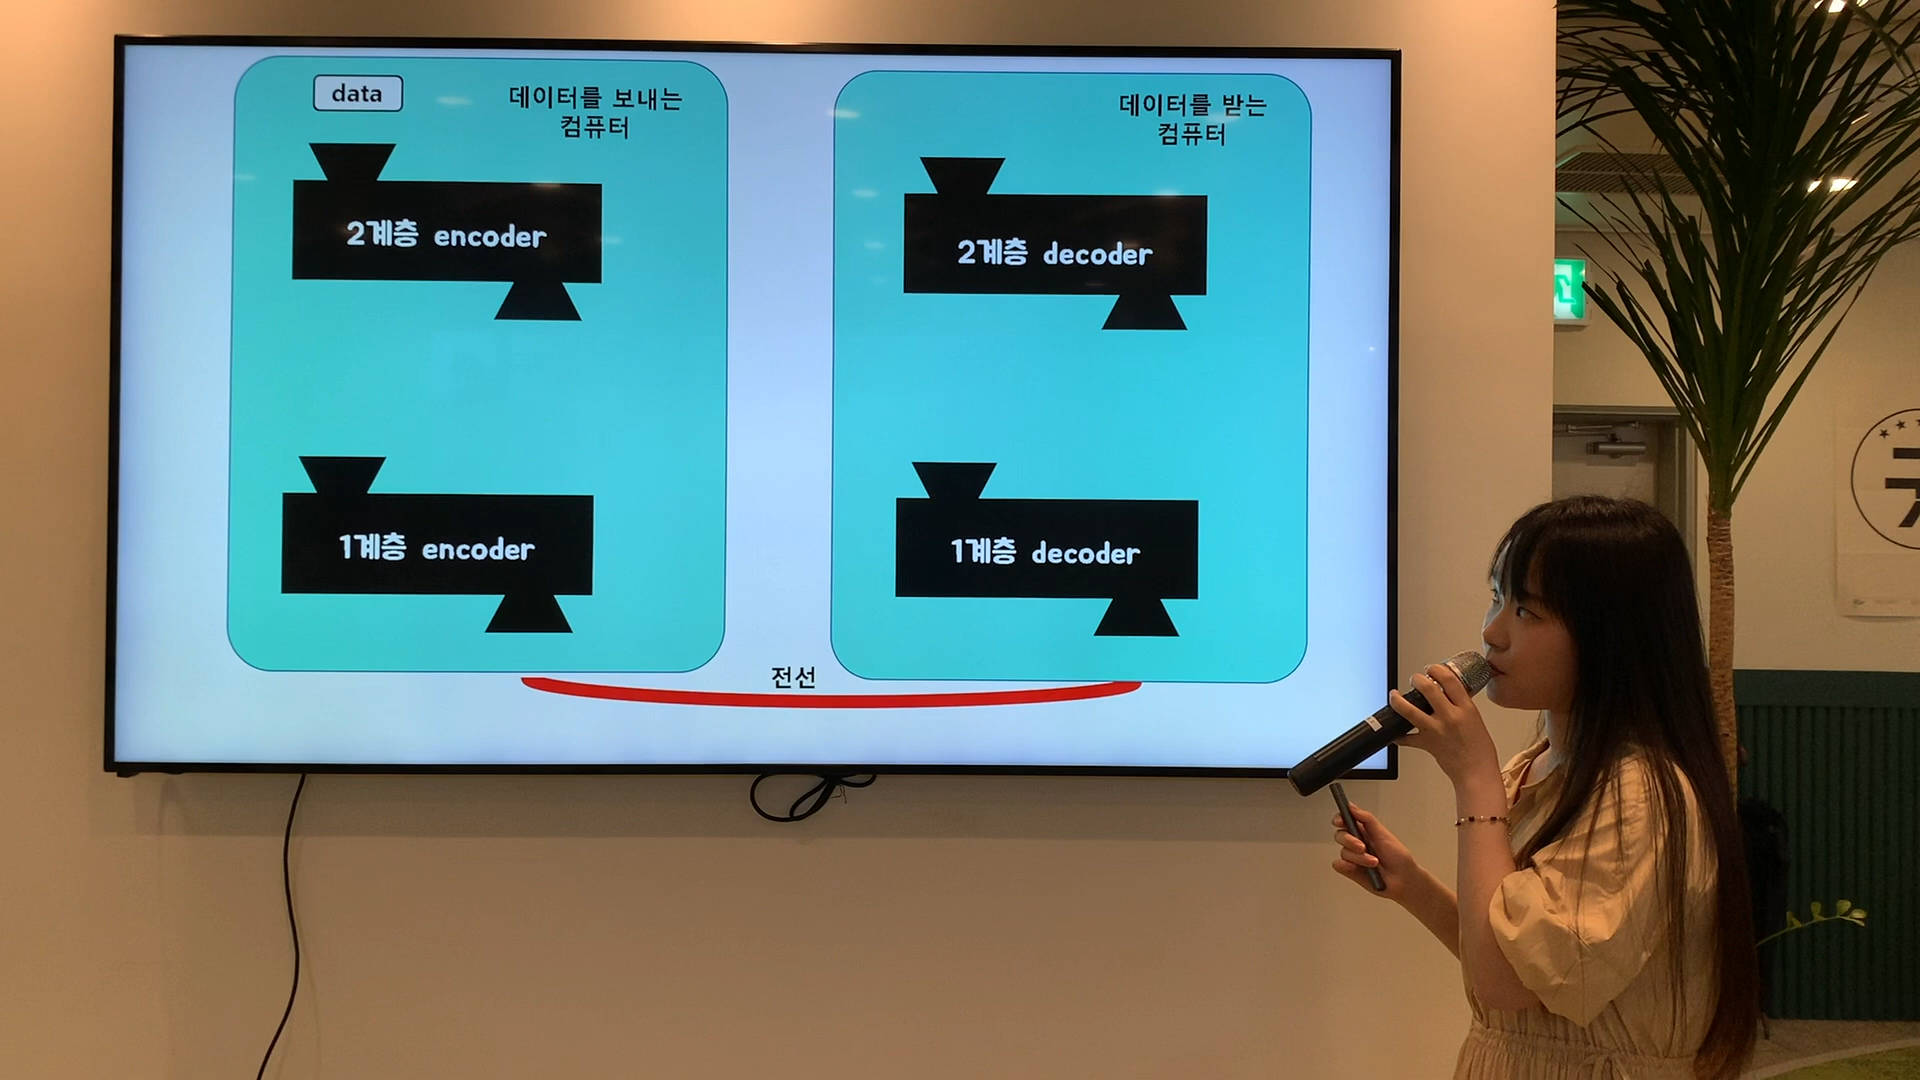 data
데이터를 보내는
컴퓨터
2계층 encoder
1계층 encoder
데이터를 받는
컴퓨터
2계층 decoder
1계층 decoder
전선